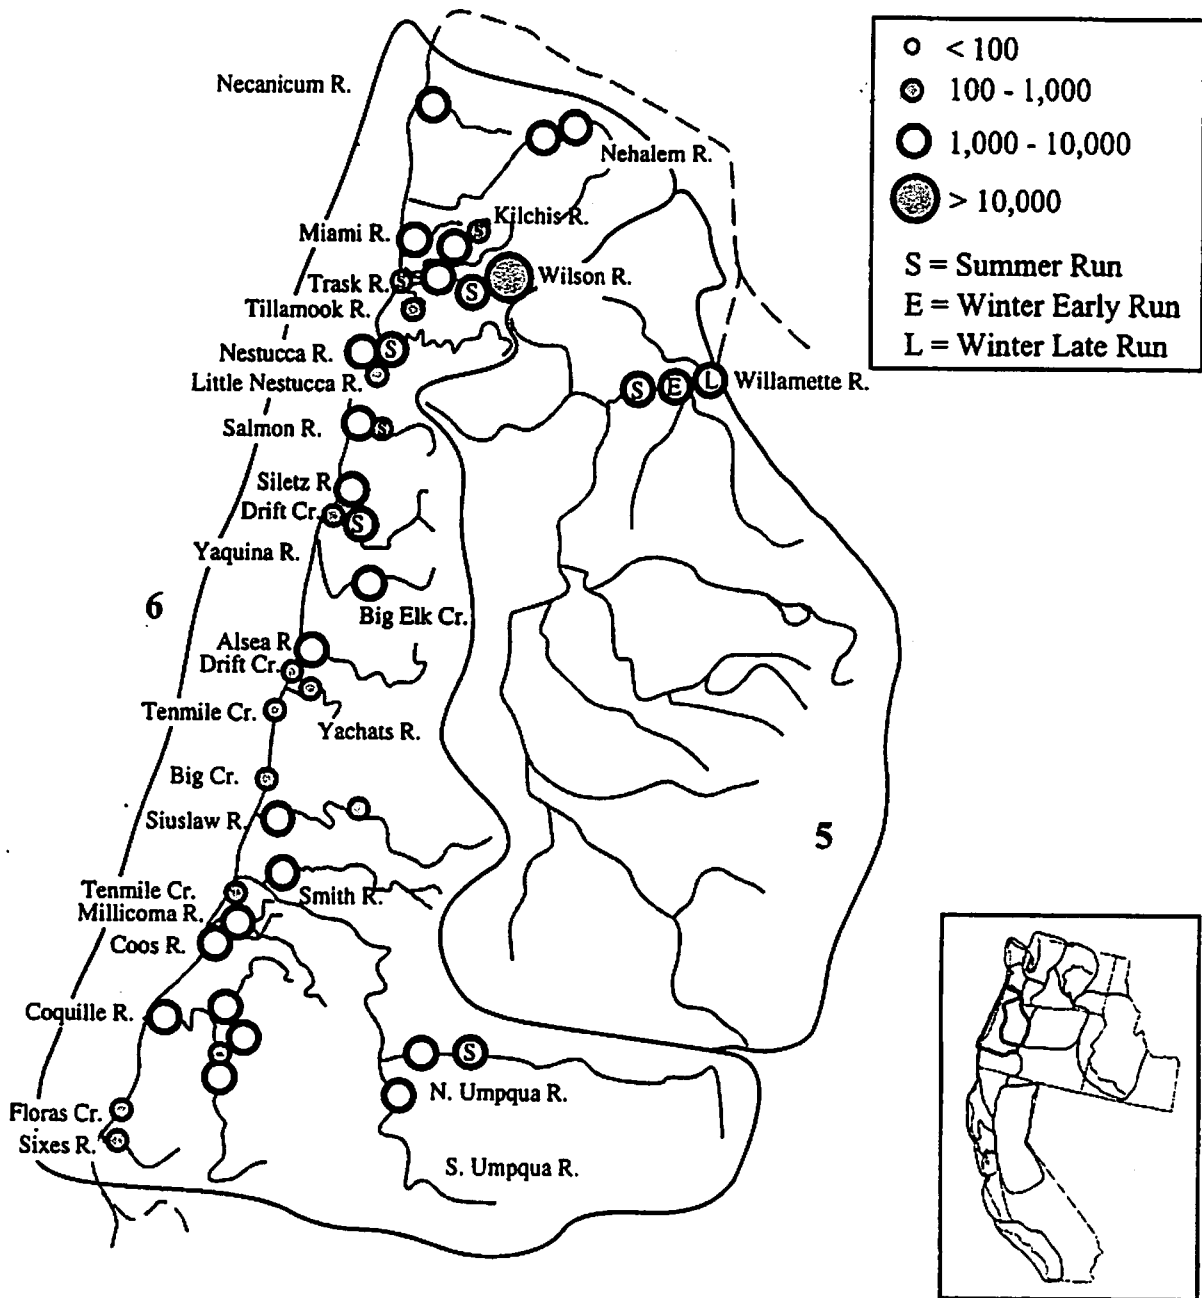 Necanicum R.
Nehalem R.
Kilchis R.
S
Miami R.
Trask R.
S
Wilson R.
S
Tillamook R.
Nestucca R.
S
Little Nestucca R.
Salmon R.
S
Siletz R
Drift Cr.
S
Yaquina R.
Big Elk Cr.
6
Alsea R
Drift Cr.
Yachats R.
Tenmile Cr.
Big Cr.
Siuslaw R.
Smith R.
Tenmile Cr.
Millicoma R.
Coos R.
Coquille R.
S
N. Umpqua R.
S. Umpqua R.
Floras Cr.
Sixes R.
S E L Willamette R.
5
< 100
100 - 1,000
1,000 - 10,000
> 10,000
S = Summer Run
E = Winter Early Run
L = Winter Late Run